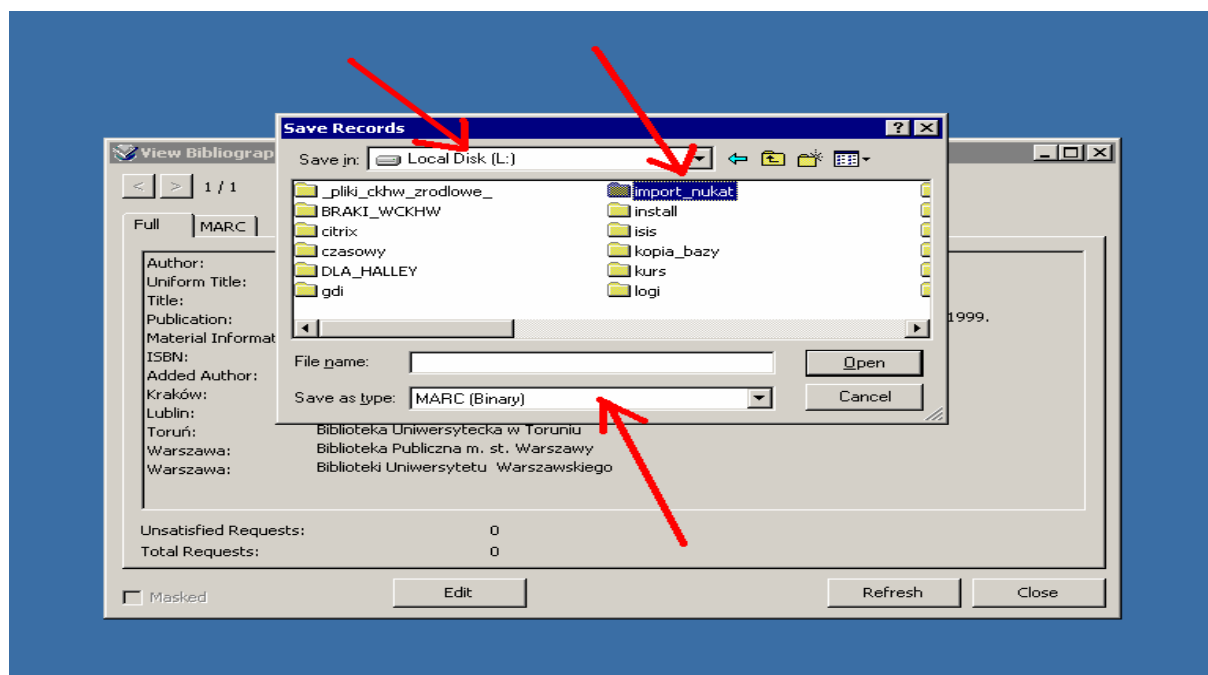 Save Records
View Bibliograp
Save in: Local Disk (L:)
< > 1 / 1
_pliki_ckhw_zrodlowe_ import_nukat
BRAKI_WCKHW install
citrix isis
czasowy kopia_bazy
DLA_HALLEY kurs
gdi logi
Full MARC
Author:
Uniform Title:
Title:
Publication: 1999.
Material Informat
ISBN:
Added Author:
File name: Open
Save as type: MARC (Binary) Cancel
Kraków:
Lublin:
Toruń: Biblioteka Uniwersytecka w Toruniu
Warszawa: Biblioteka Publiczna m. st. Warszawy
Warszawa: Biblioteki Uniwersytetu Warszawskiego
Unsatisfied Requests: 0
Total Requests: 0
Masked Edit Refresh Close